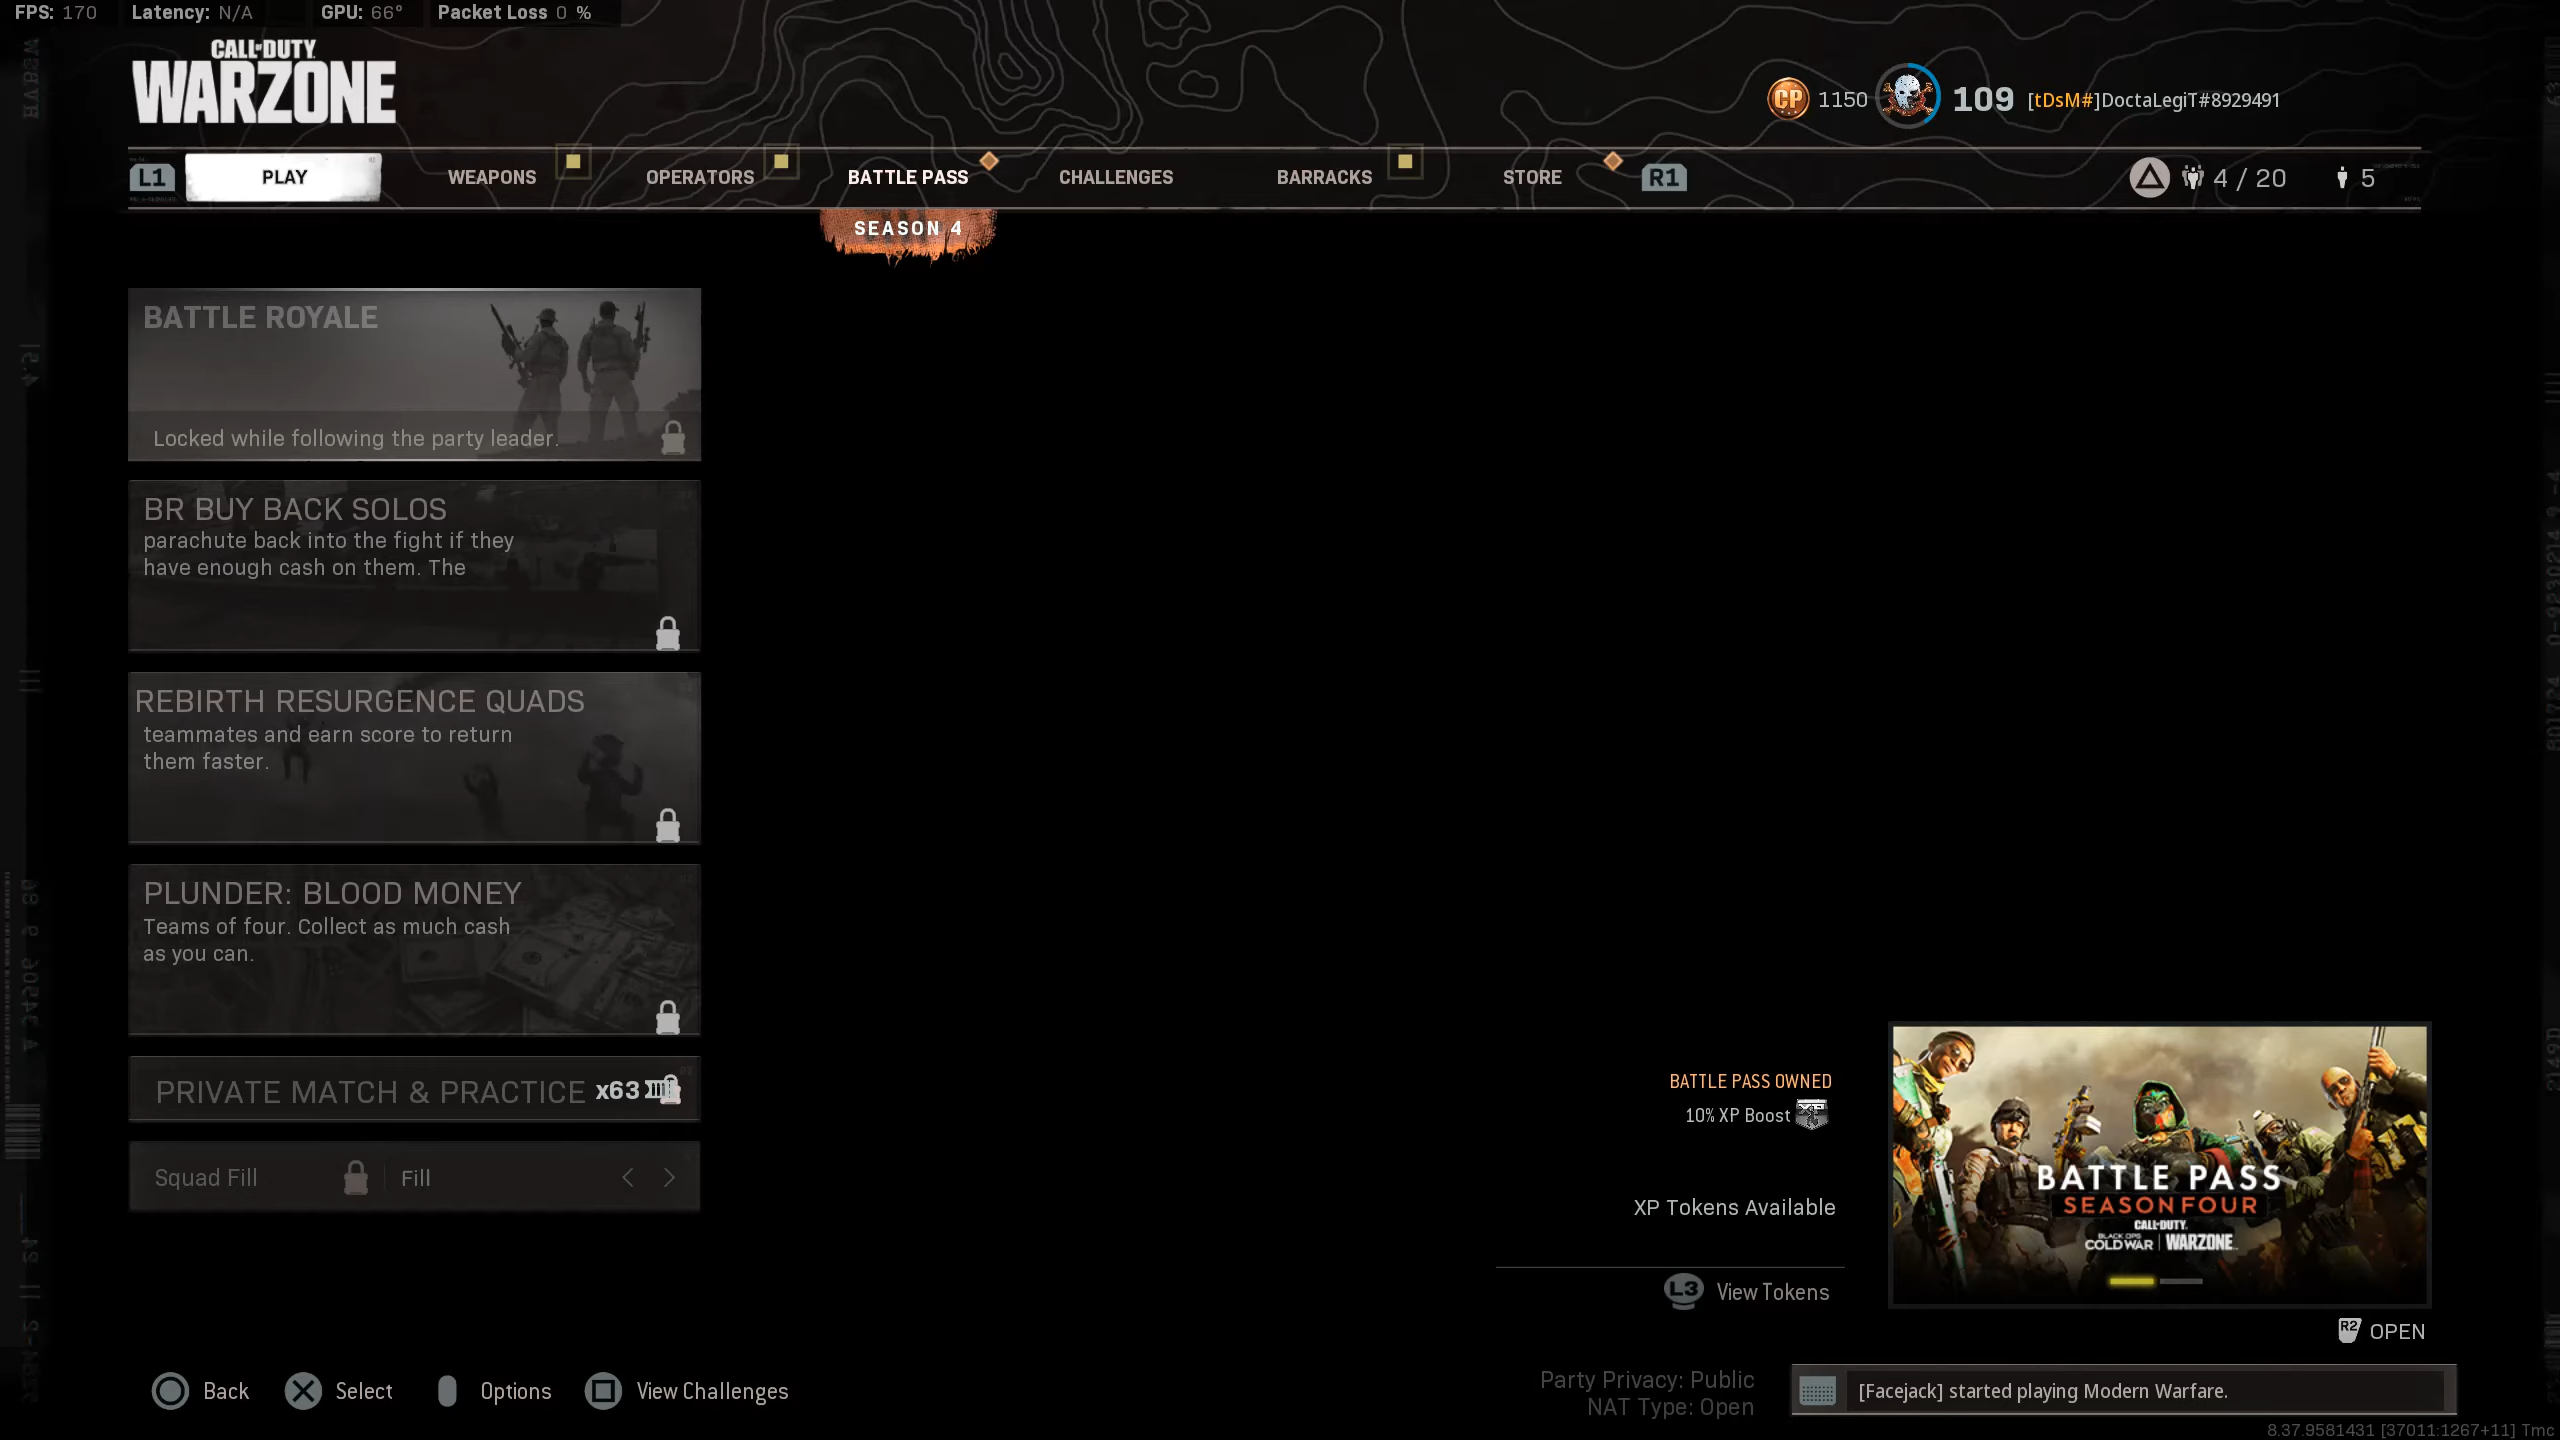 FPS: 170 Latency: N/A GPU: 66° Packet Loss 0 %
CALL OF DUTY
WARZONE
CP 1150 109 [tDsM#]DoctaLegiT#8929491
L1 PLAY WEAPONS OPERATORS BATTLE PASS CHALLENGES BARRACKS STORE R1 4 / 20 5
SEASON 4
BATTLE ROYALE
Locked while following the party leader.
BR BUY BACK SOLOS
parachute back into the fight if they
have enough cash on them. The
REBIRTH RESURGENCE QUADS
teammates and earn score to return
them faster.
PLUNDER: BLOOD MONEY
Teams of four. Collect as much cash
as you can.
PRIVATE MATCH & PRACTICE x63
Squad Fill Fill
BATTLE PASS OWNED
10% XP Boost
XP Tokens Available
L3 View Tokens
BATTLE PASS
SEASON FOUR
CALL OF DUTY
BLACK OPS
COLD WAR | WARZONE
R2 OPEN
Back Select Options View Challenges
Party Privacy: Public
NAT Type: Open
[Facejack] started playing Modern Warfare.
8.37.9581431 [37011:1267+11] Tmc